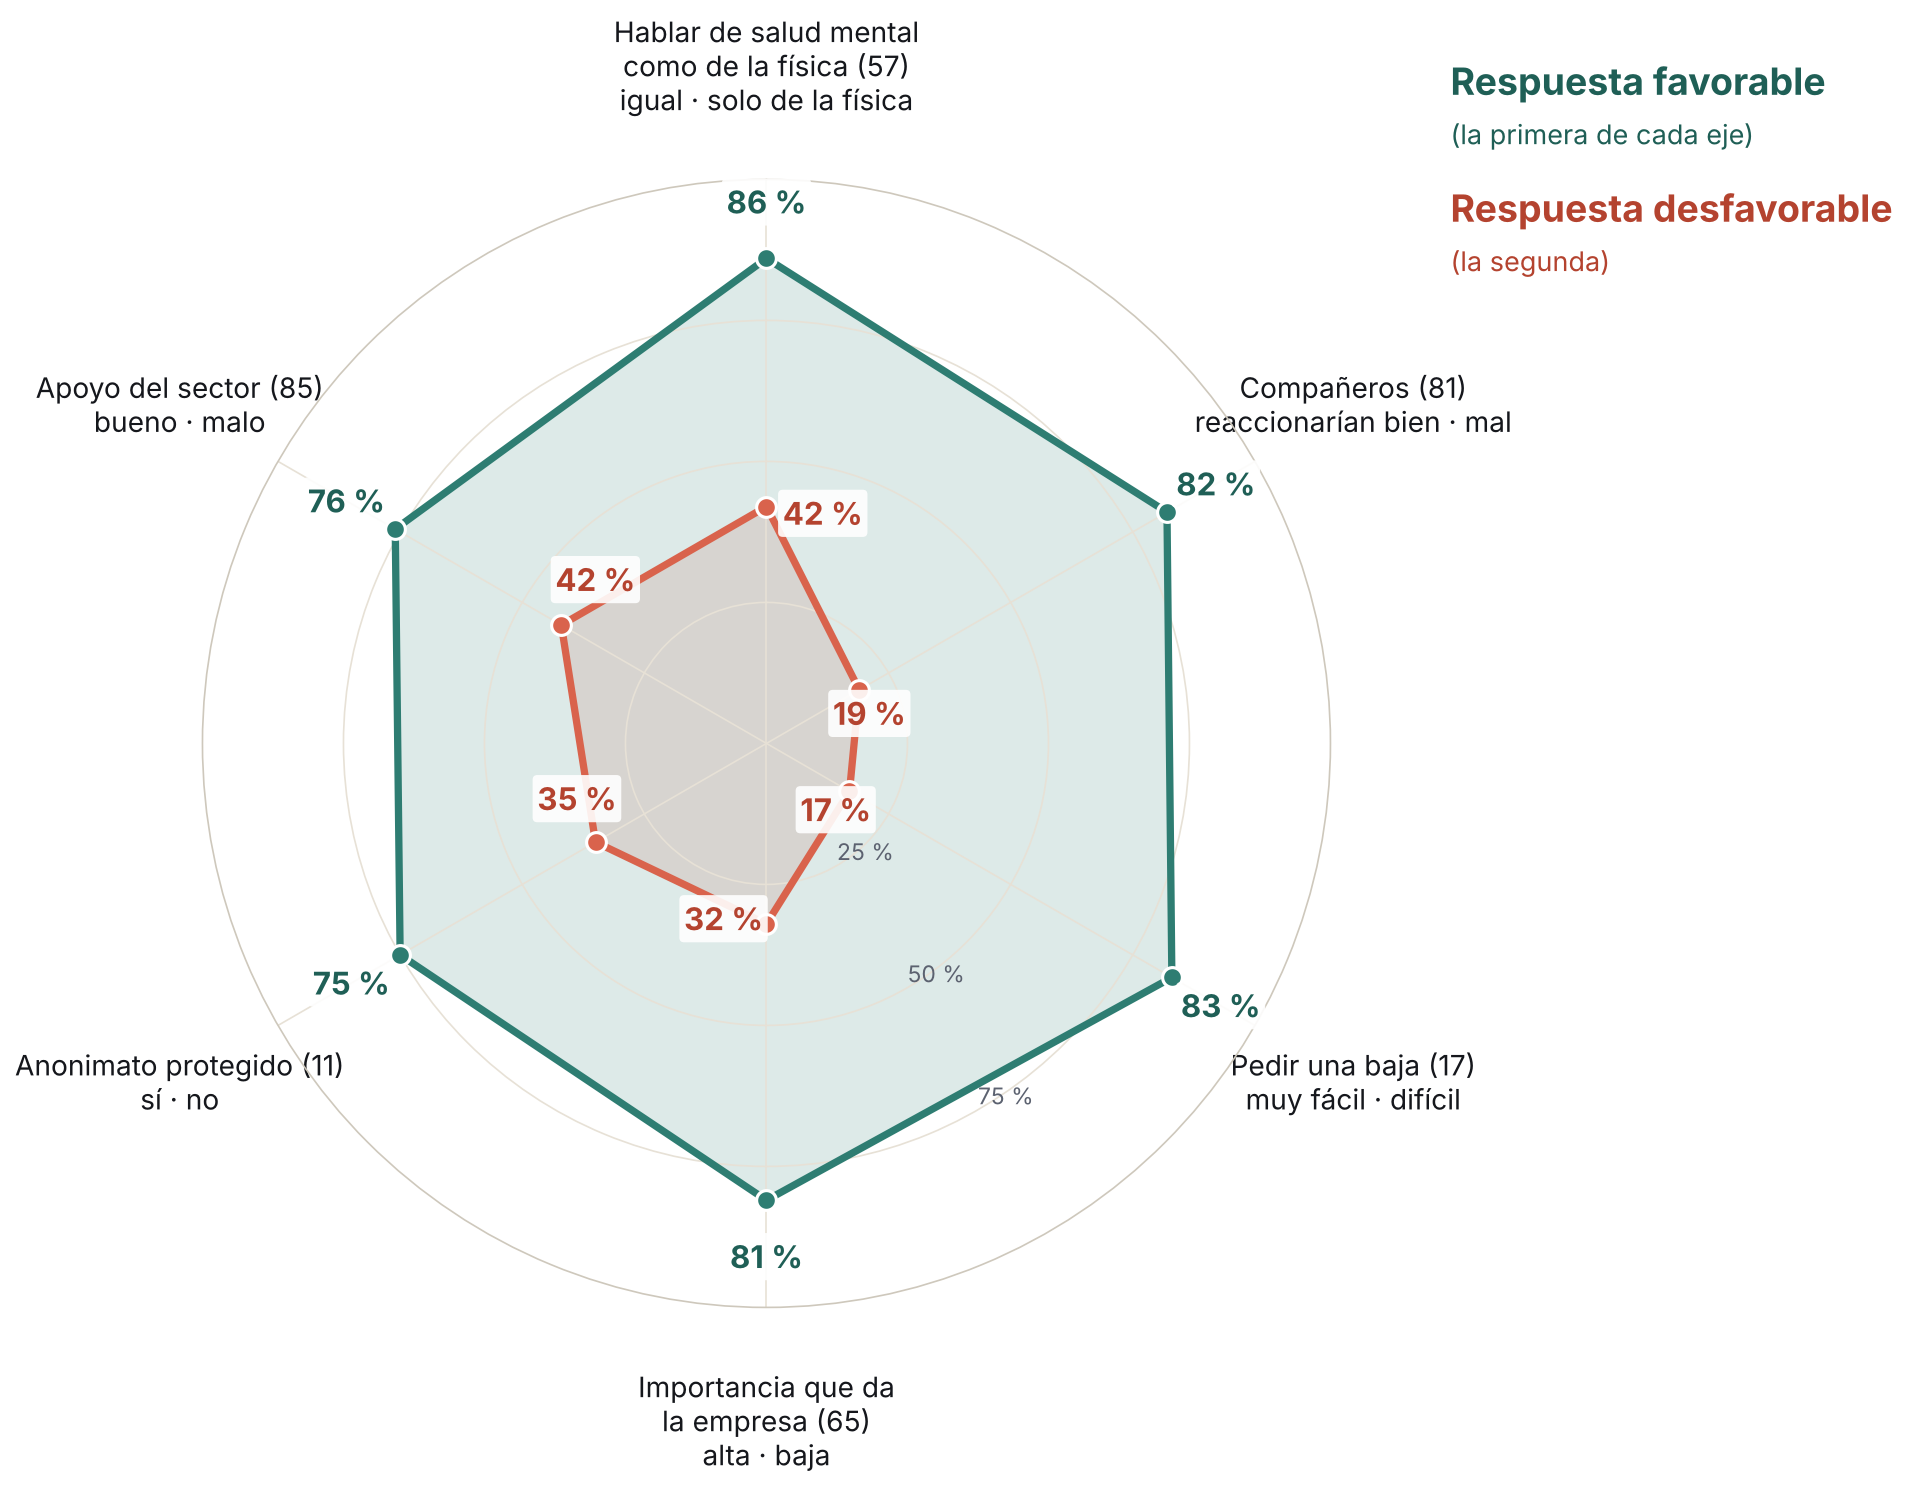 Hablar de salud mental
como de la física (57)
igual · solo de la física
Respuesta favorable
(la primera de cada eje)
Respuesta desfavorable
(la segunda)
86 %
Apoyo del sector (85)
bueno · malo
Compañeros (81)
reaccionarían bien · mal
76 %
82 %
42 %
42 %
19 %
35 %
17 %
25 %
32 %
50 %
75 %
83 %
Anonimato protegido (11)
sí · no
Pedir una baja (17)
muy fácil · difícil
75 %
81 %
Importancia que da
la empresa (65)
alta · baja